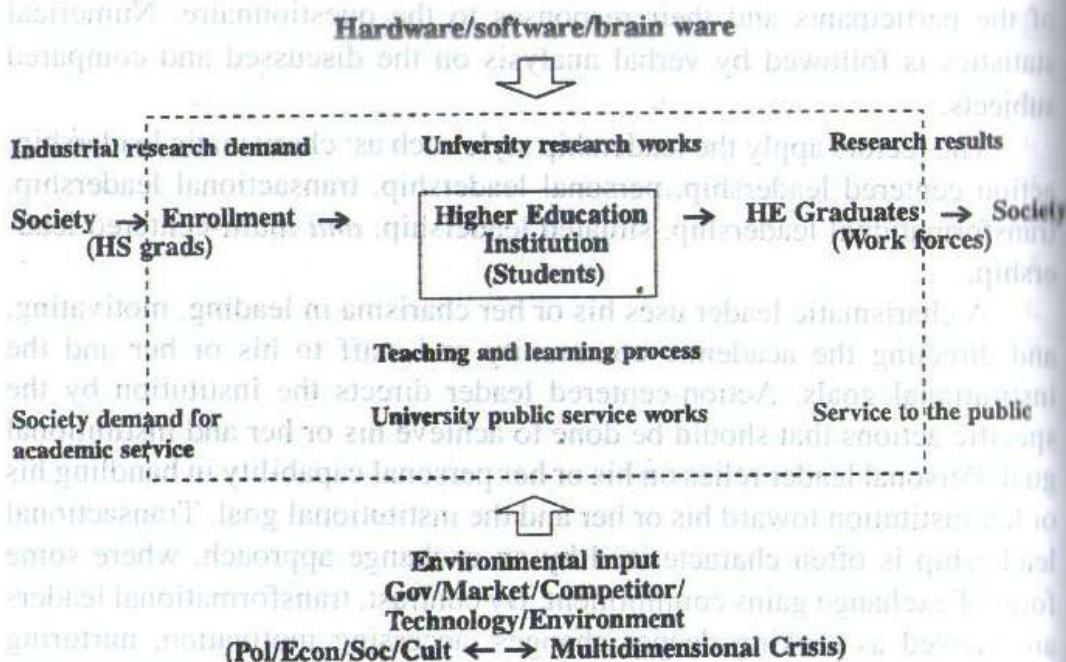 Hardware/software/brain ware
Industrial research demand University research works Research results
Society → Enrollment → Higher Education → HE Graduates → Society
(HS grads) Institution (Work forces)
(Students)
Teaching and learning process
Society demand for University public service works Service to the public
academic service
Environmental input
Gov/Market/Competitor/
Technology/Environment
(Pol/Econ/Soc/Cult ← → Multidimensional Crisis)